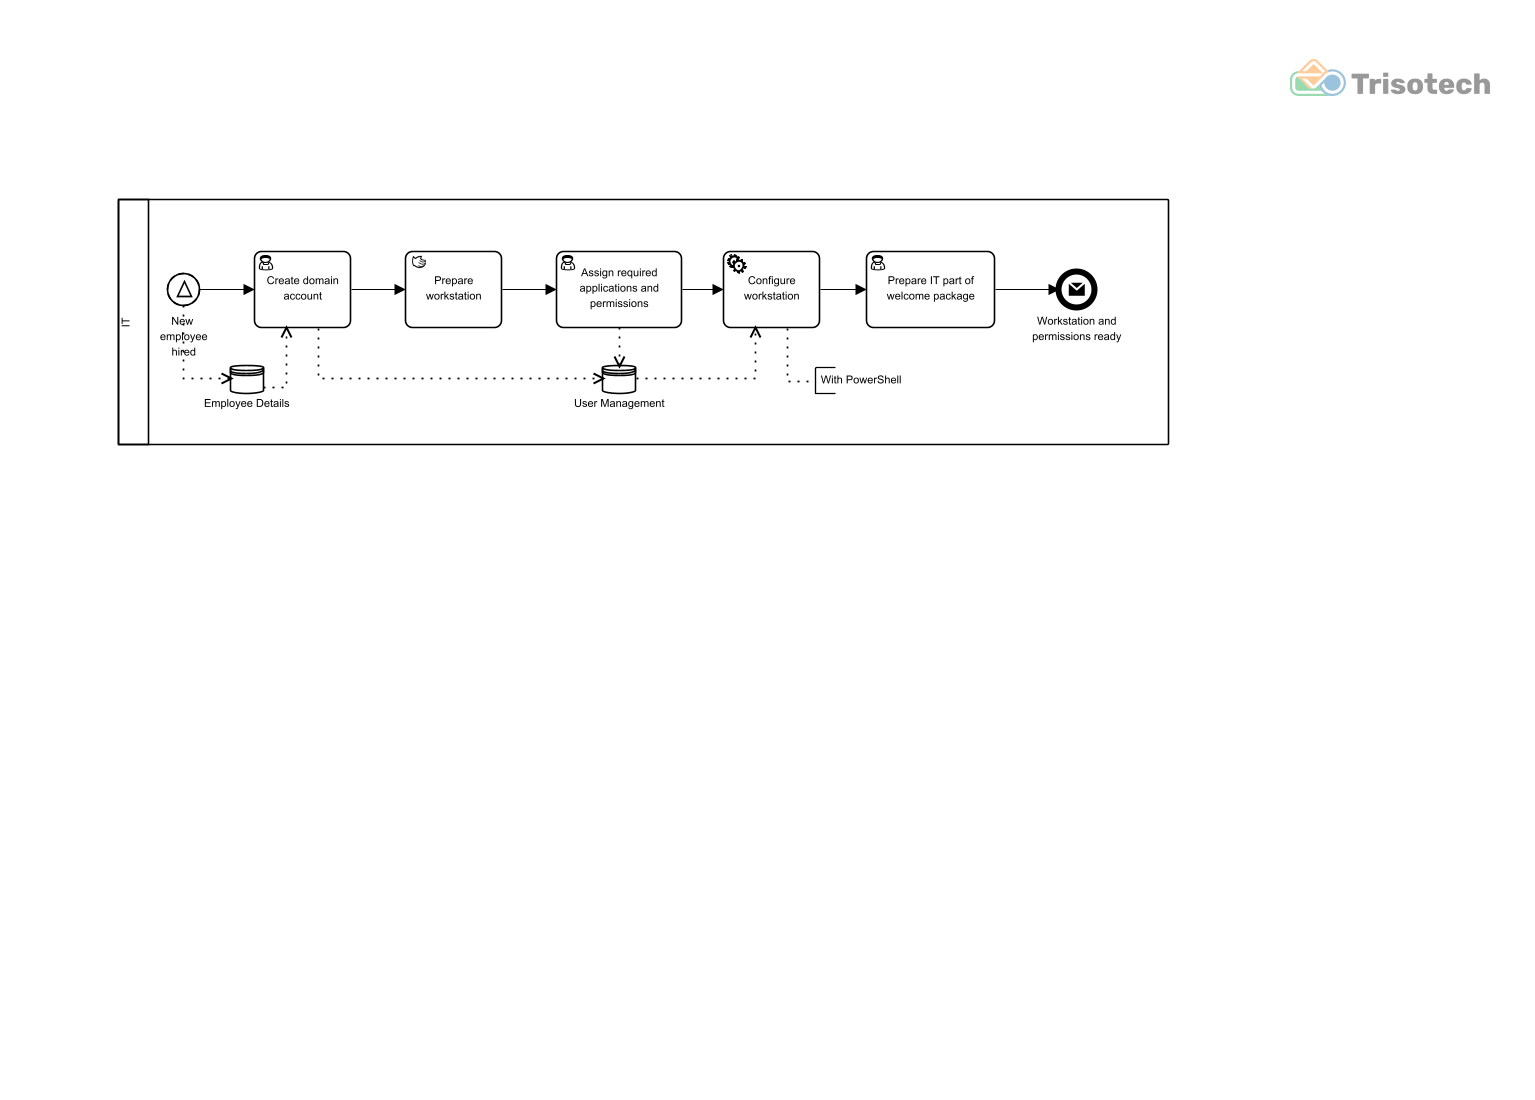 Trisotech
IT
New
employee
hired
Create domain
account
Prepare
workstation
Assign required
applications and
permissions
Configure
workstation
Prepare IT part of
welcome package
Workstation and
permissions ready
Employee Details
User Management
With PowerShell